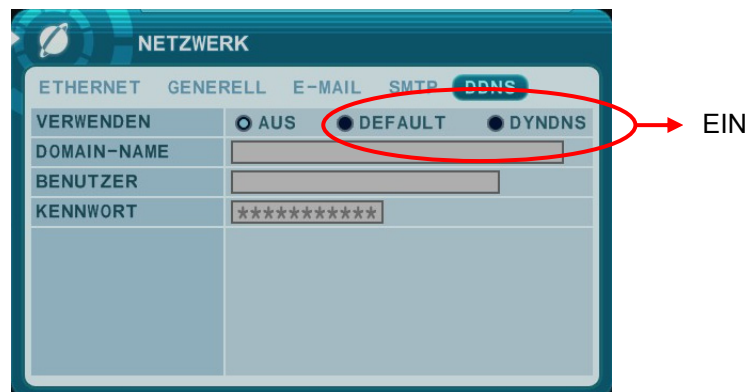 NETZWERK
ETHERNET GENERELL E-MAIL SMTP DDNS
VERWENDEN AUS DEFAULT DYNDNS EIN
DOMAIN-NAME
BENUTZER
KENNWORT ***********